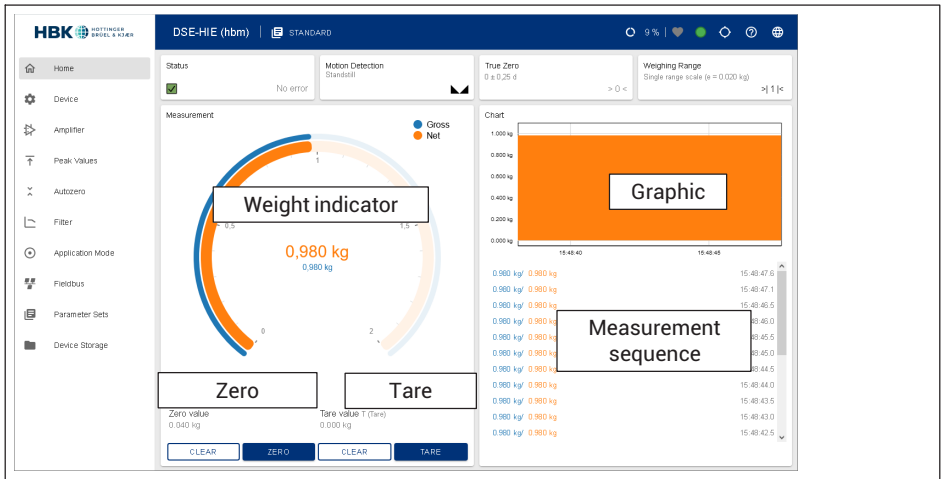 HBK HOTTINGER BRÜEL & KJÆR
DSE-HIE (hbm) STANDARD 9 %
Home
Device
Amplifier
Peak Values
Autozero
Filter
Application Mode
Fieldbus
Parameter Sets
Device Storage
Status
No error
Motion Detection
Standstill
True Zero
0 ± 0,25 d
> 0 <
Weighing Range
Single range scale (e = 0.020 kg)
>| 1 |<
Measurement
Gross
Net
1
0,5
1,5
0
2
Weight indicator
0,980 kg
0,980 kg
Zero
Tare
Zero value
0.040 kg
Tare value T (Tare)
0.000 kg
CLEAR
ZERO
CLEAR
TARE
Chart
1.000 kg
0.800 kg
0.600 kg
0.400 kg
0.200 kg
0.000 kg
Graphic
15:48:40
15:48:45
0.980 kg/ 0.980 kg 15:48:47.6
0.980 kg/ 0.980 kg 15:48:47.1
0.980 kg/ 0.980 kg 15:48:46.5
0.980 kg/ 0.980 kg 15:48:46.0
0.980 kg/ 0.980 kg 15:48:45.5
0.980 kg/ 0.980 kg 15:48:45.0
0.980 kg/ 0.980 kg 15:48:44.5
0.980 kg/ 0.980 kg 15:48:44.0
0.980 kg/ 0.980 kg 15:48:43.5
0.980 kg/ 0.980 kg 15:48:43.0
0.980 kg/ 0.980 kg 15:48:42.5
Measurement
sequence